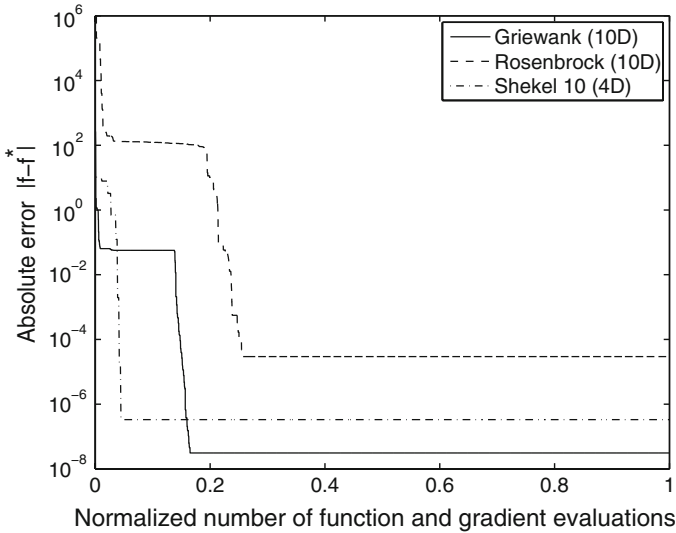 Griewank (10D)
Rosenbrock (10D)
Shekel 10 (4D)
10^6
10^4
10^2
10^0
10^-2
10^-4
10^-6
10^-8
Absolute error |f-f*|
0
0.2
0.4
0.6
0.8
1
Normalized number of function and gradient evaluations